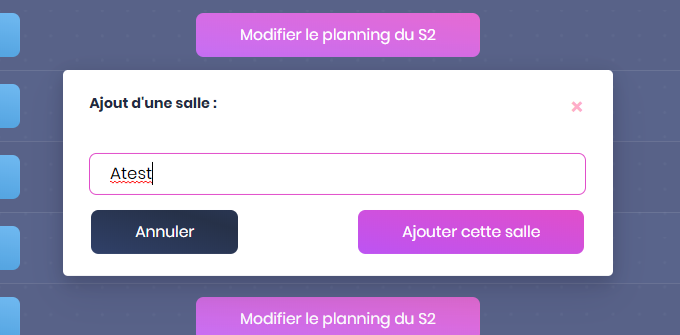 Modifier le planning du S2
Ajout d'une salle :
×
Atest
Annuler
Ajouter cette salle
Modifier le planning du S2